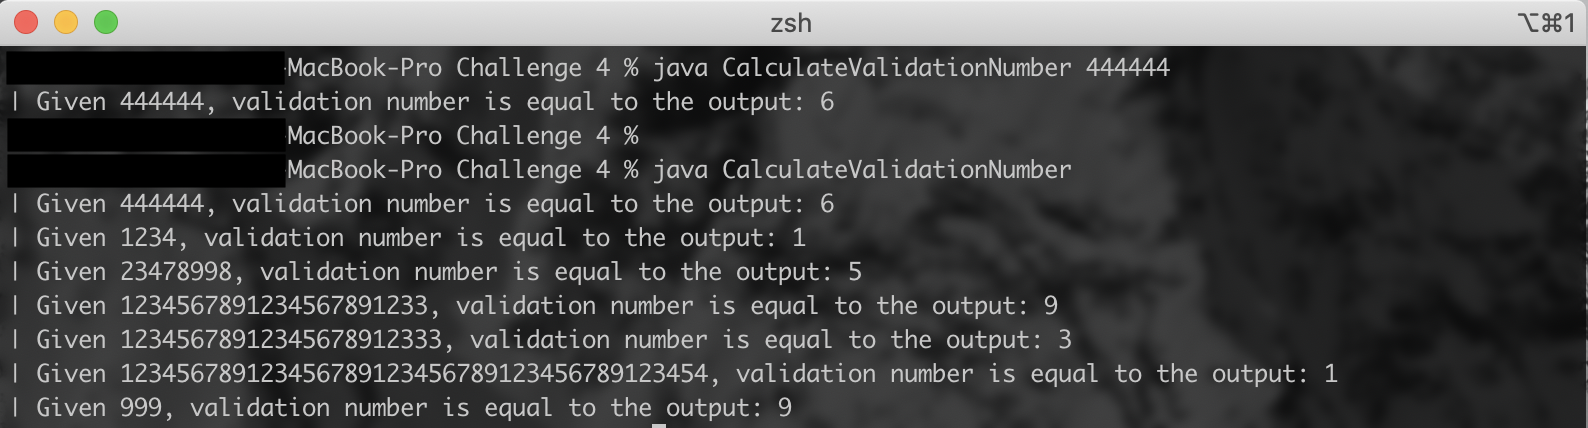 zsh
⌥⌘1
-MacBook-Pro Challenge 4 % java CalculateValidationNumber 444444
| Given 444444, validation number is equal to the output: 6
-MacBook-Pro Challenge 4 %
-MacBook-Pro Challenge 4 % java CalculateValidationNumber
| Given 444444, validation number is equal to the output: 6
| Given 1234, validation number is equal to the output: 1
| Given 23478998, validation number is equal to the output: 5
| Given 1234567891234567891233, validation number is equal to the output: 9
| Given 1234567891234567891 2333, validation number is equal to the output: 3
| Given 123456789123456789123456789123456789123454, validation number is equal to the output: 1
| Given 999, validation number is equal to the output: 9